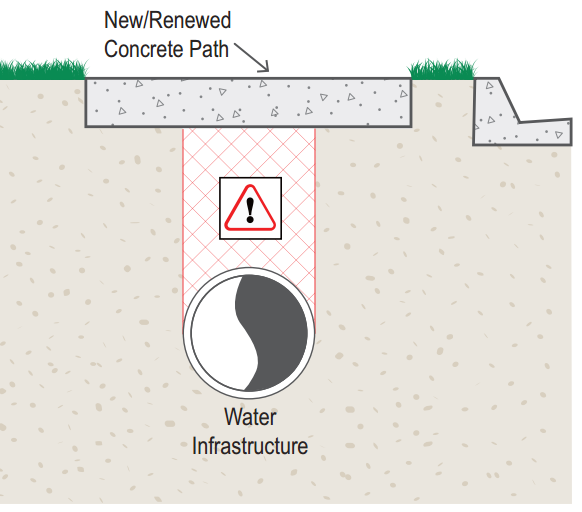 New/Renewed
Concrete Path
!
Water
Infrastructure